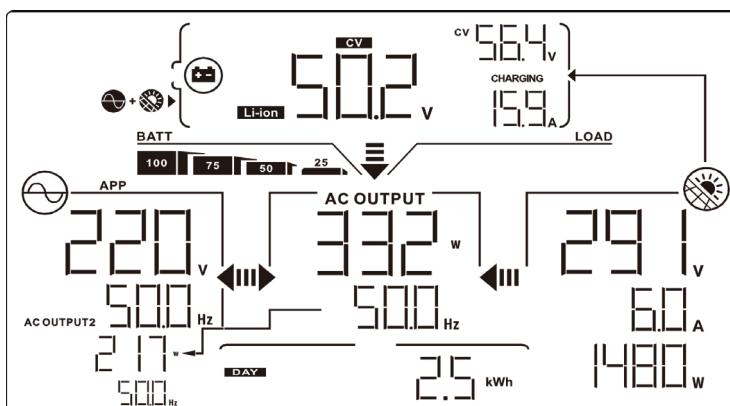 CV
50.2 V
Li-ion
CV 56.4 V
CHARGING
15.9 A
BATT
LOAD
100 75 50 25
APP
AC OUTPUT
220 V
332 W
291 V
50.0 Hz
50.0 Hz
6.0 A
AC OUTPUT2
217 W
1480 W
50.0 Hz
DAY
2.5 kWh